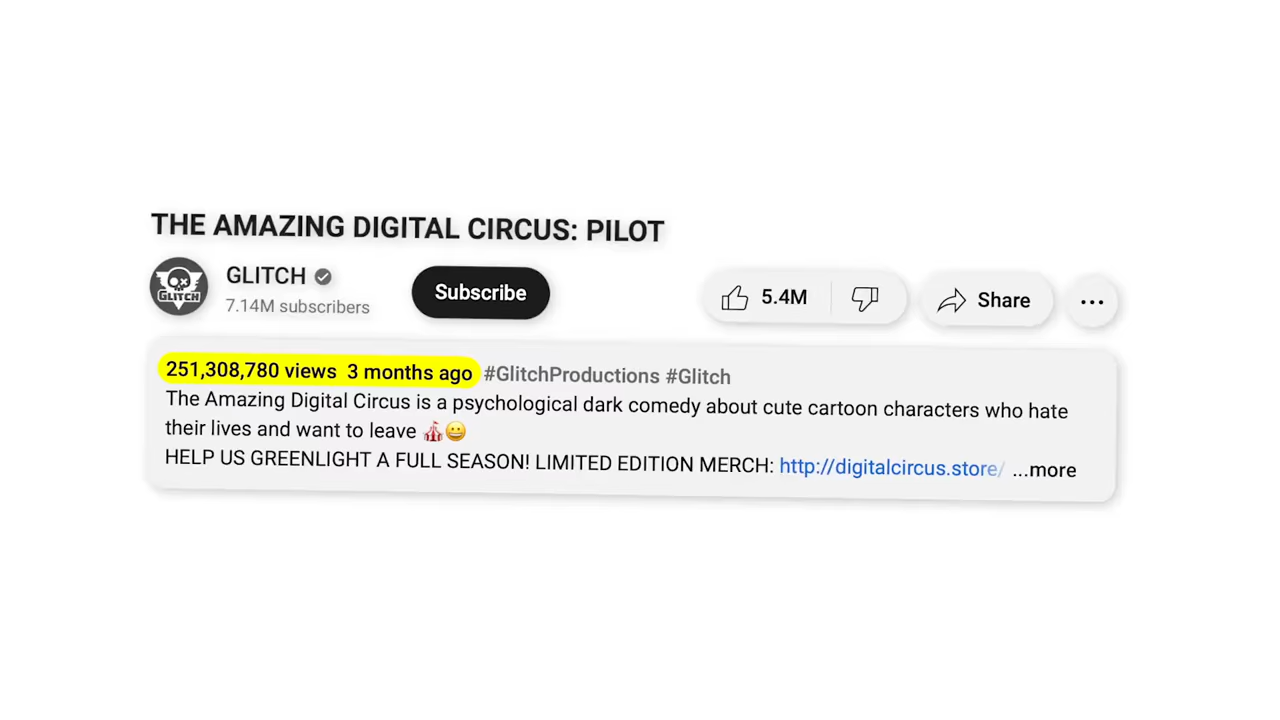 THE AMAZING DIGITAL CIRCUS: PILOT
GLITCH
GLITCH
7.14M subscribers
Subscribe
5.4M
Share
251,308,780 views 3 months ago #GlitchProductions #Glitch
The Amazing Digital Circus is a psychological dark comedy about cute cartoon characters who hate
their lives and want to leave 🎪😀
HELP US GREENLIGHT A FULL SEASON! LIMITED EDITION MERCH: http://digitalcircus.store/ ...more